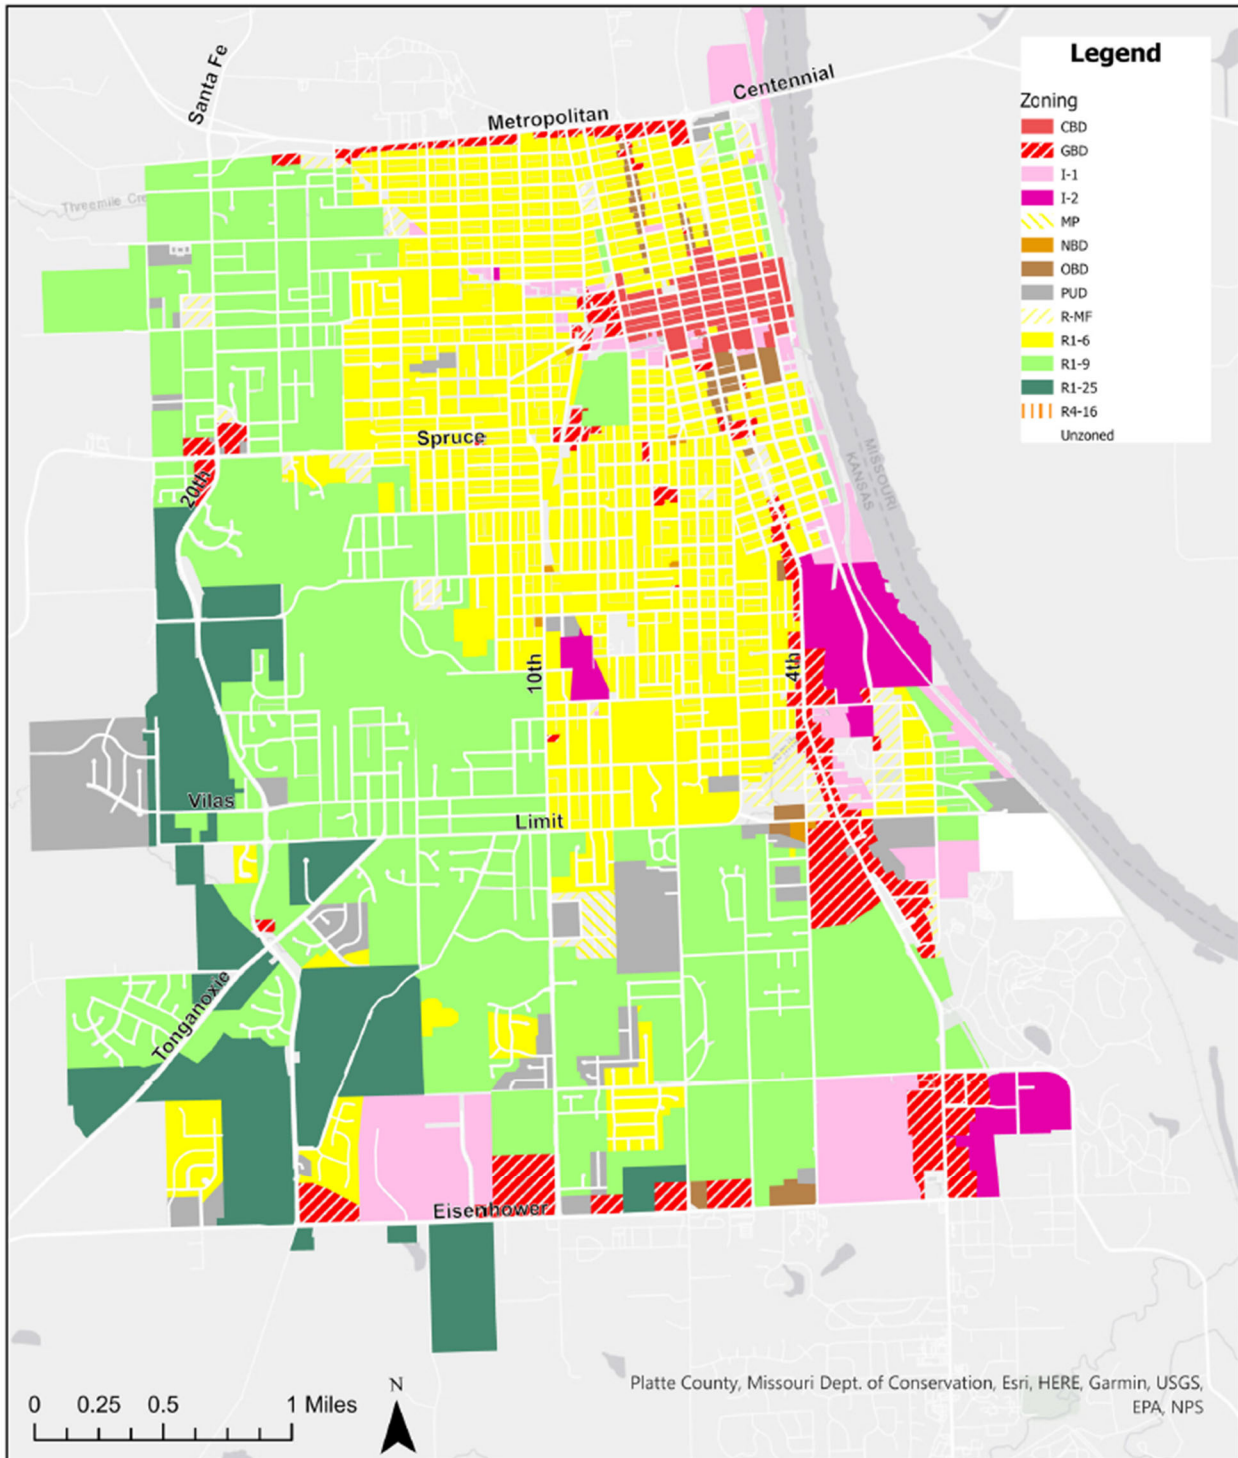 Santa Fe
Metropolitan
Centennial
Legend
Zoning
CBD
GBD
I-1
I-2
MP
NBD
OBD
PUD
R-MF
R1-6
R1-9
R1-25
R4-16
Unzoned
Threemile Cre
Spruce
20th
MISSOURI
KANSAS
10th
4th
Vilas
Limit
Tonganoxie
Eisenhower
0 0.25 0.5 1 Miles
N
Platte County, Missouri Dept. of Conservation, Esri, HERE, Garmin, USGS,
EPA, NPS